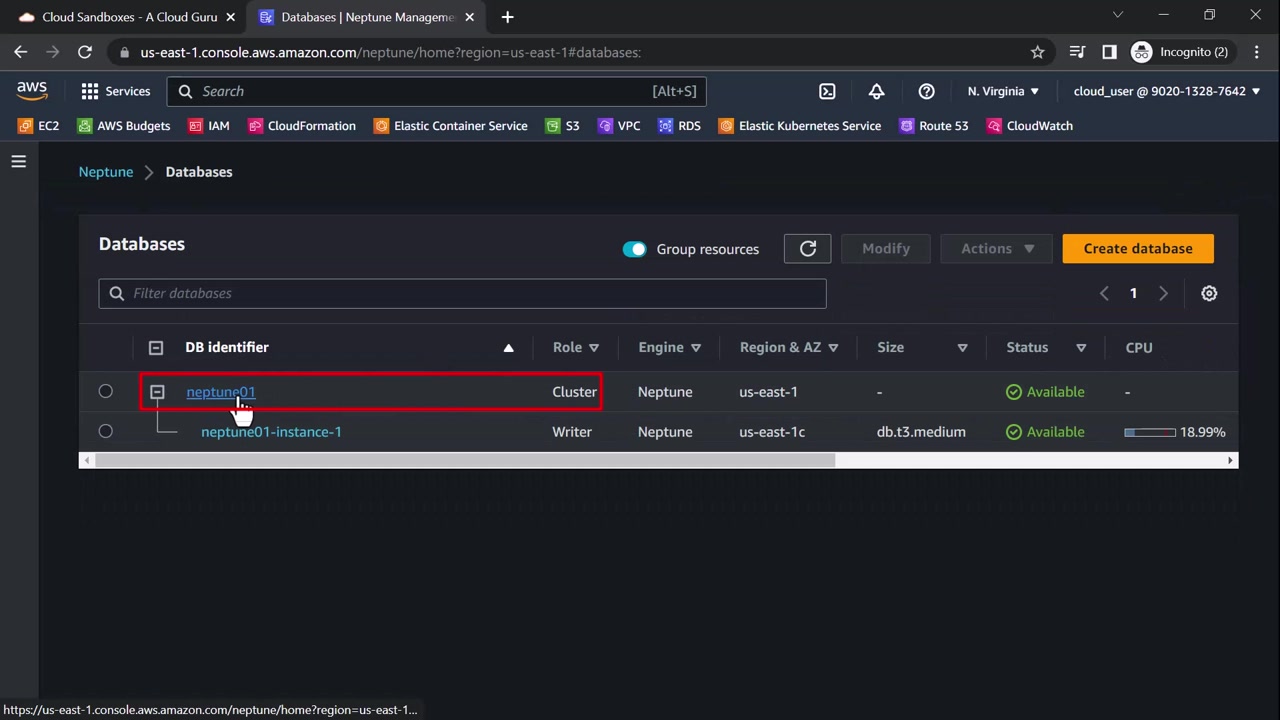 Cloud Sandboxes - A Cloud Guru
Databases | Neptune Manageme
us-east-1.console.aws.amazon.com/neptune/home?region=us-east-1#databases:
Incognito (2)
aws
Services
Search
[Alt+S]
N. Virginia
cloud_user @ 9020-1328-7642
EC2
AWS Budgets
IAM
CloudFormation
Elastic Container Service
S3
VPC
RDS
Elastic Kubernetes Service
Route 53
CloudWatch
Neptune
Databases
Databases
Group resources
Modify
Actions
Create database
Filter databases
1
DB identifier
Role
Engine
Region & AZ
Size
Status
CPU
neptune01
Cluster
Neptune
us-east-1
-
Available
-
neptune01-instance-1
Writer
Neptune
us-east-1c
db.t3.medium
Available
18.99%
https://us-east-1.console.aws.amazon.com/neptune/home?region=us-east-1...